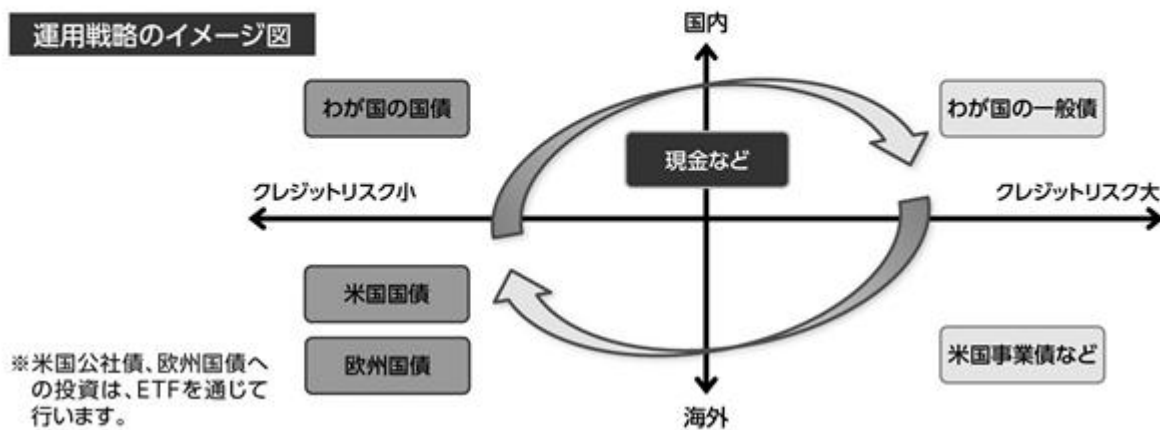 運用戦略のイメージ図
国内
わが国の国債
わが国の一般債
現金など
クレジットリスク小
クレジットリスク大
米国国債
欧州国債
米国事業債など
※米国公社債、欧州国債へ
の投資は、ETFを通じて
行います。
海外